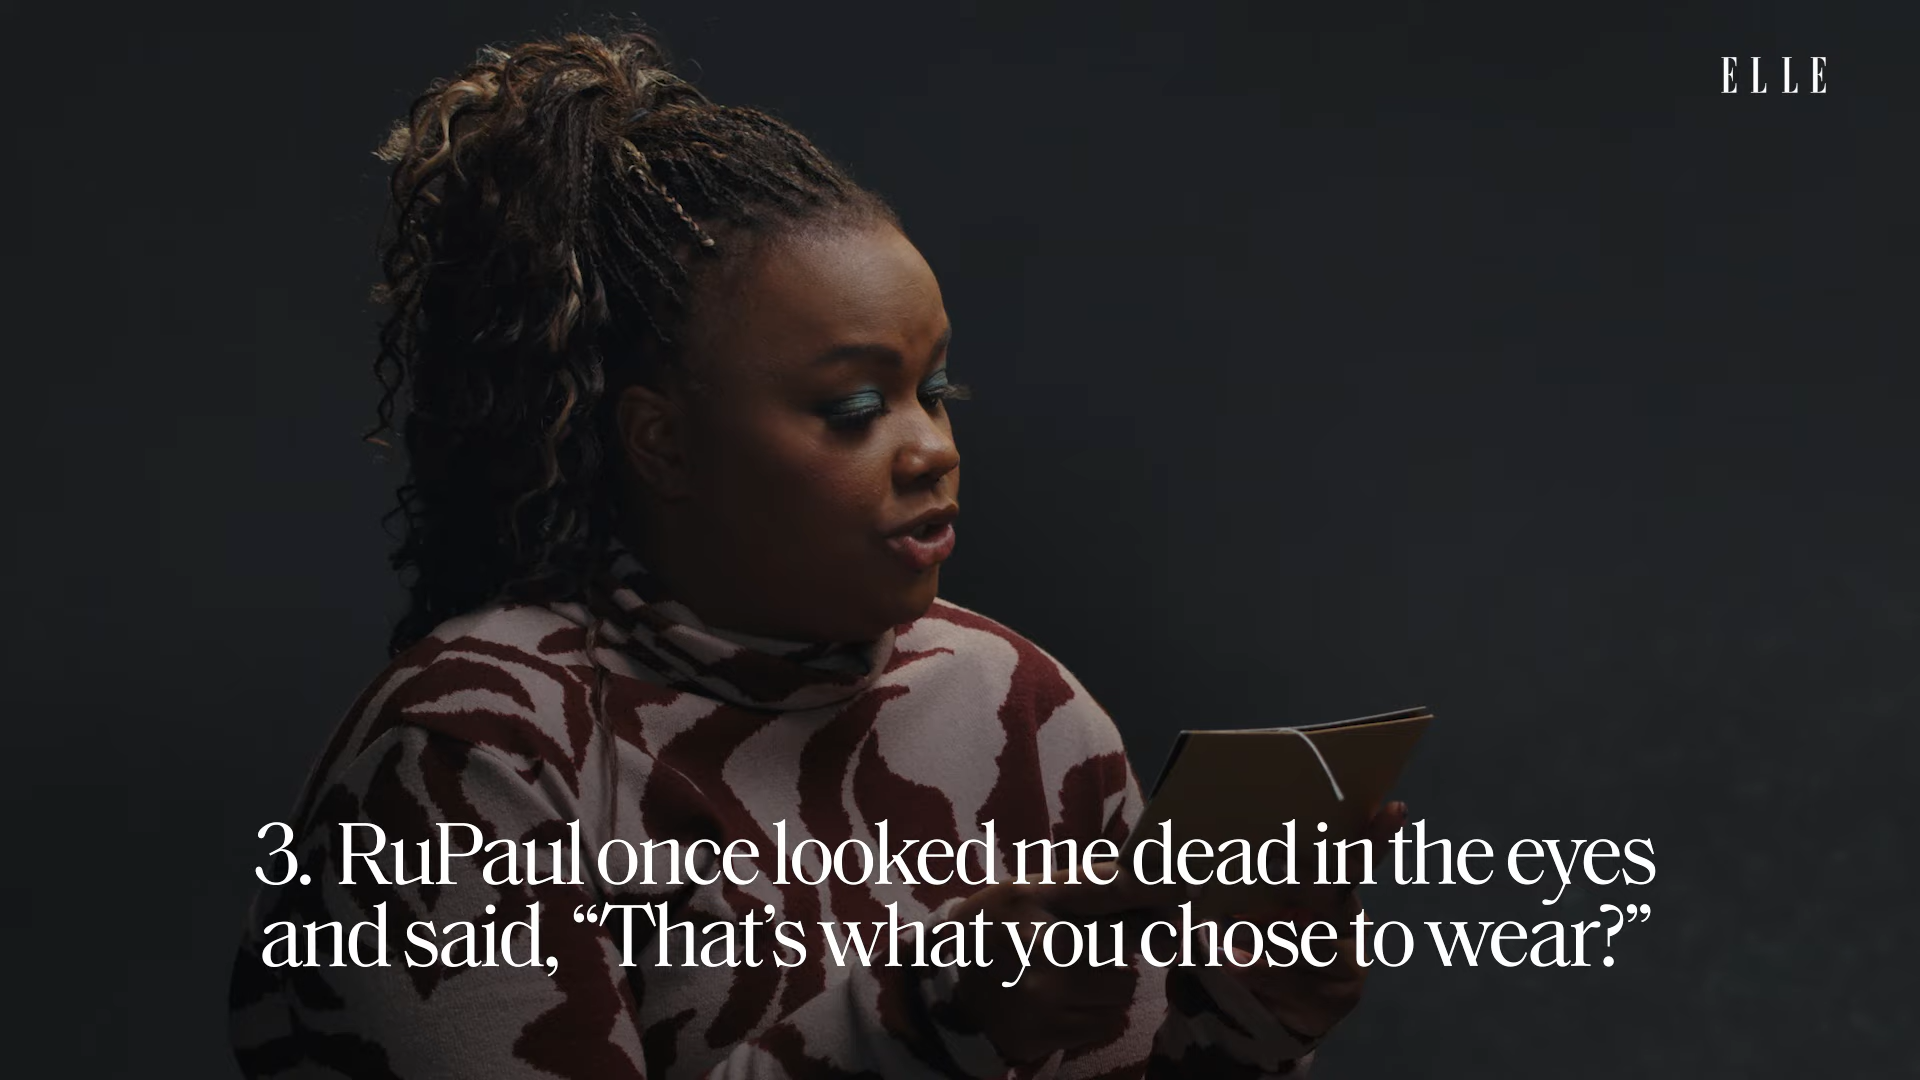 ELLE
3. RuPaul once looked me dead in the eyes
and said, “That’s what you chose to wear?”